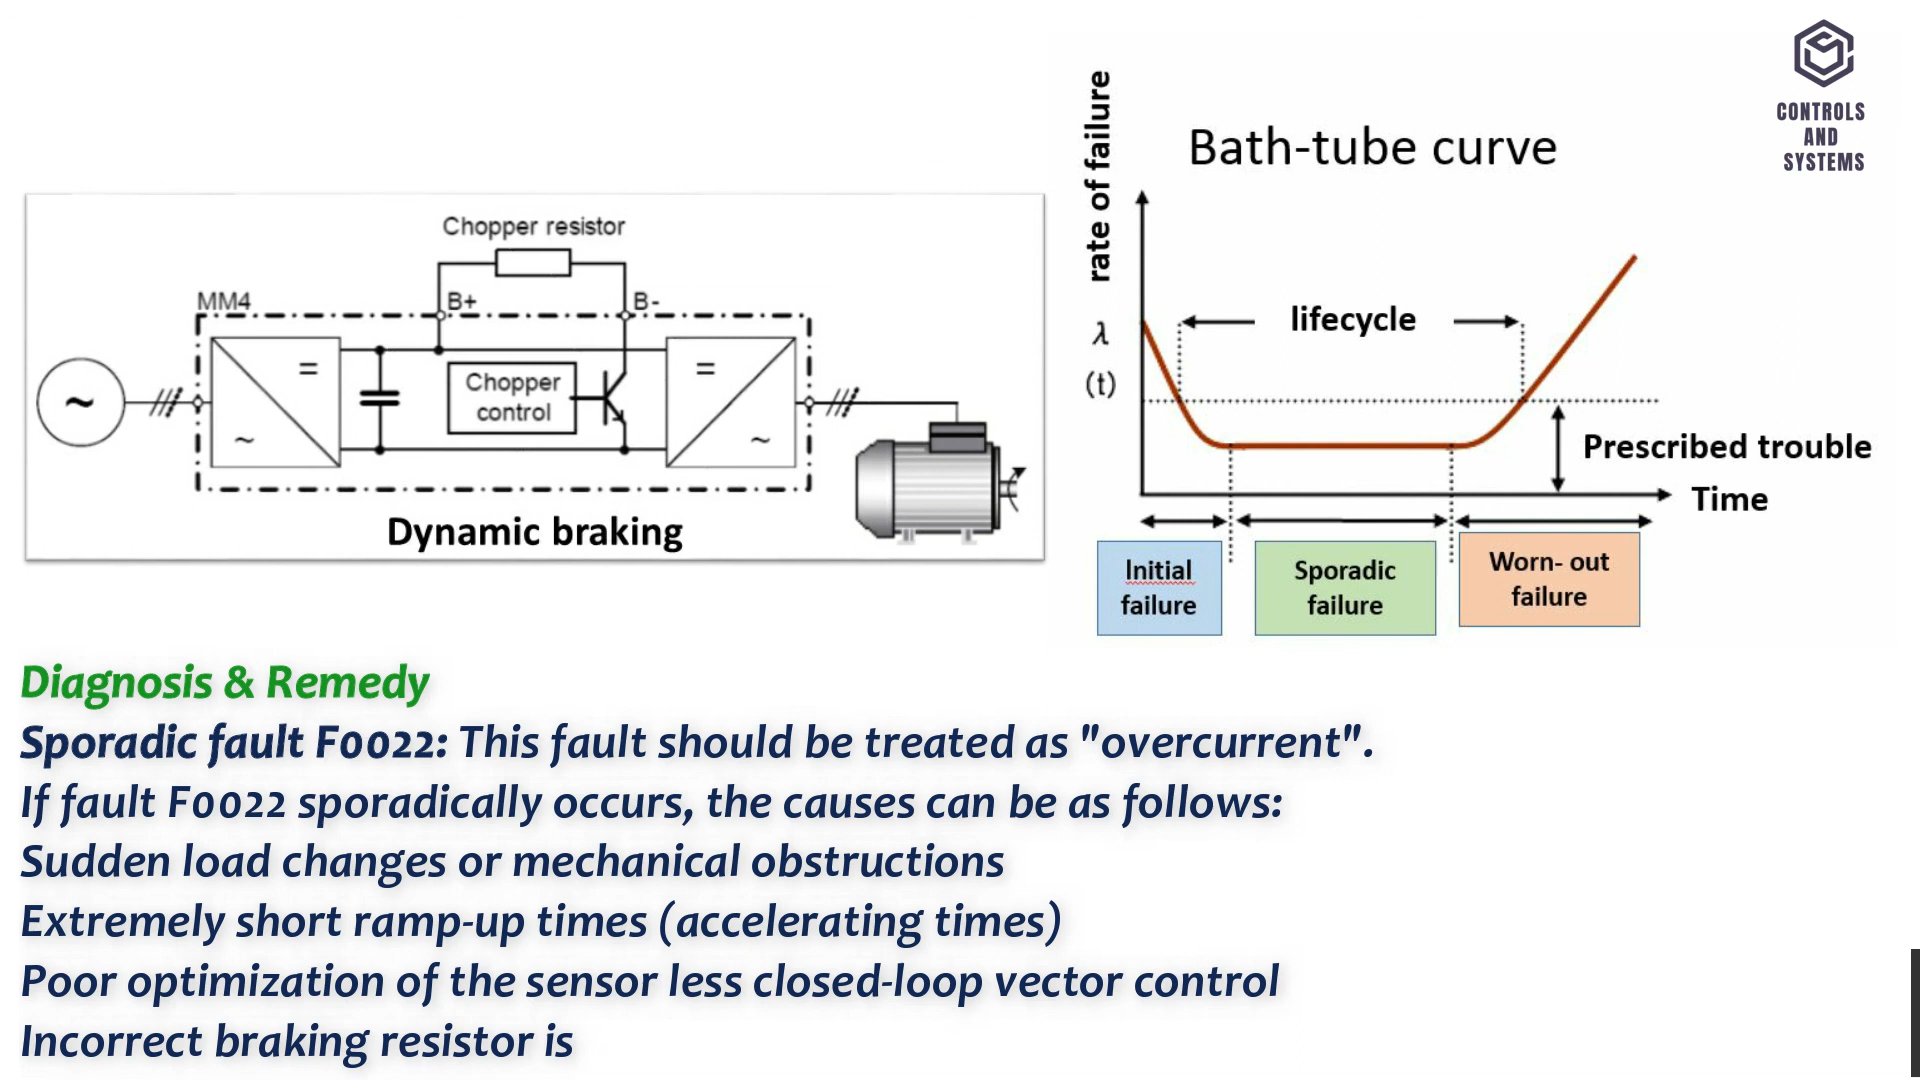 CONTROLS
AND
SYSTEMS
Chopper resistor
MM4
B+
B-
=
~
Chopper
control
=
~
~
Dynamic braking
rate of failure
Bath-tube curve
λ
(t)
lifecycle
Prescribed trouble
Time
Initial
failure
Sporadic
failure
Worn- out
failure
Diagnosis & Remedy
Sporadic fault F0022: This fault should be treated as "overcurrent".
If fault F0022 sporadically occurs, the causes can be as follows:
Sudden load changes or mechanical obstructions
Extremely short ramp-up times (accelerating times)
Poor optimization of the sensor less closed-loop vector control
Incorrect braking resistor is